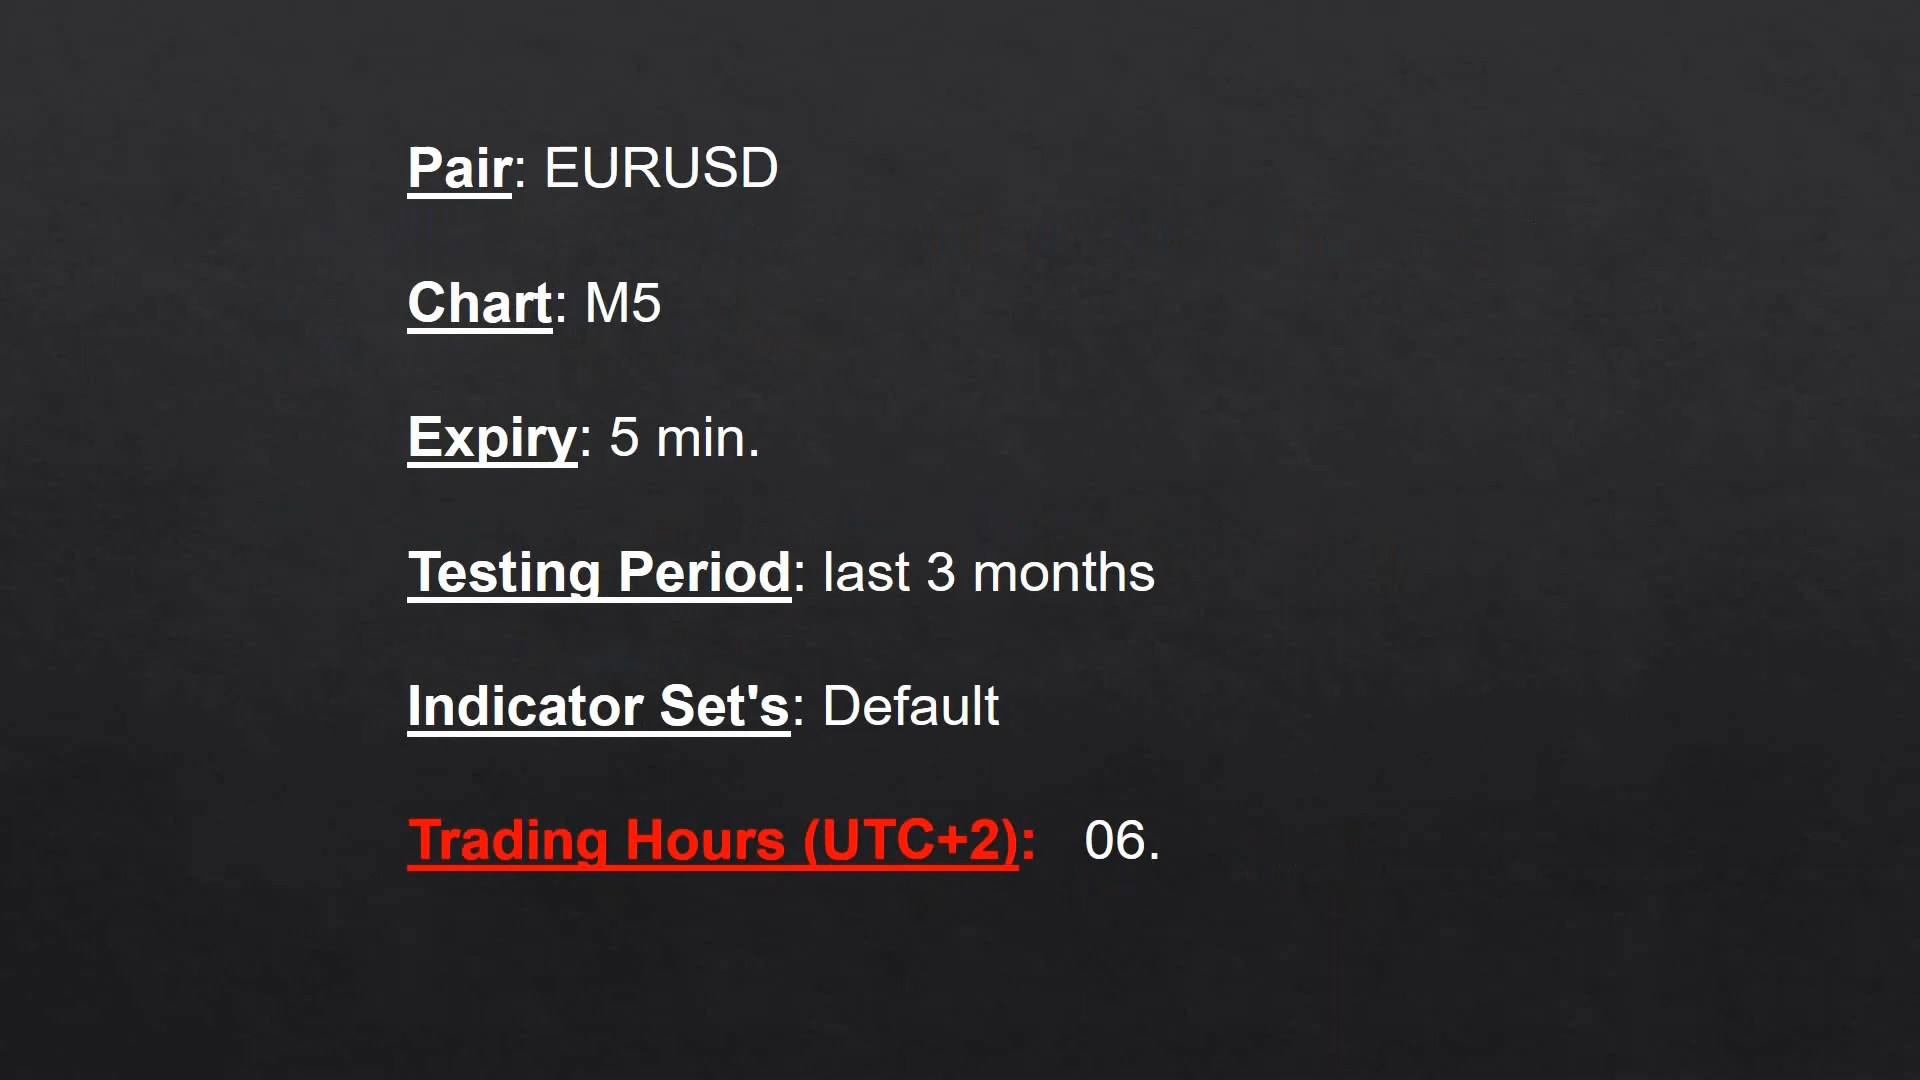 Pair: EURUSD
Chart: M5
Expiry: 5 min.
Testing Period: last 3 months
Indicator Set's: Default
Trading Hours (UTC+2): 06.